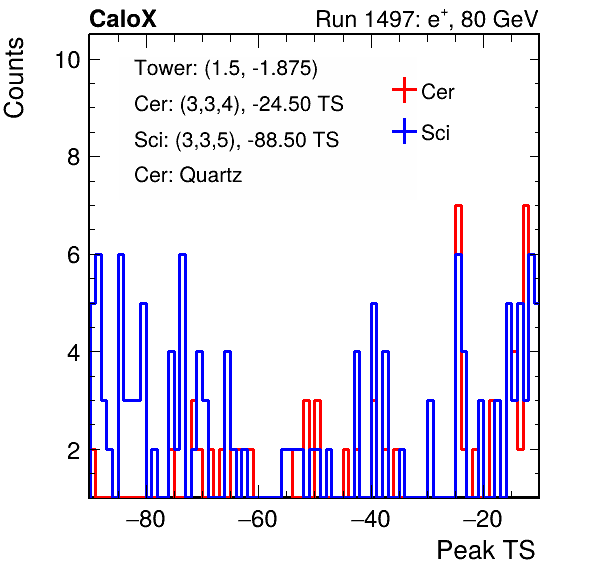 CaloX Run 1497: e⁺, 80 GeV
Counts
10
8
6
4
2
Tower: (1.5, -1.875)
Cer: (3,3,4), -24.50 TS
Sci: (3,3,5), -88.50 TS
Cer: Quartz
Cer
Sci
−80 −60 −40 −20
Peak TS